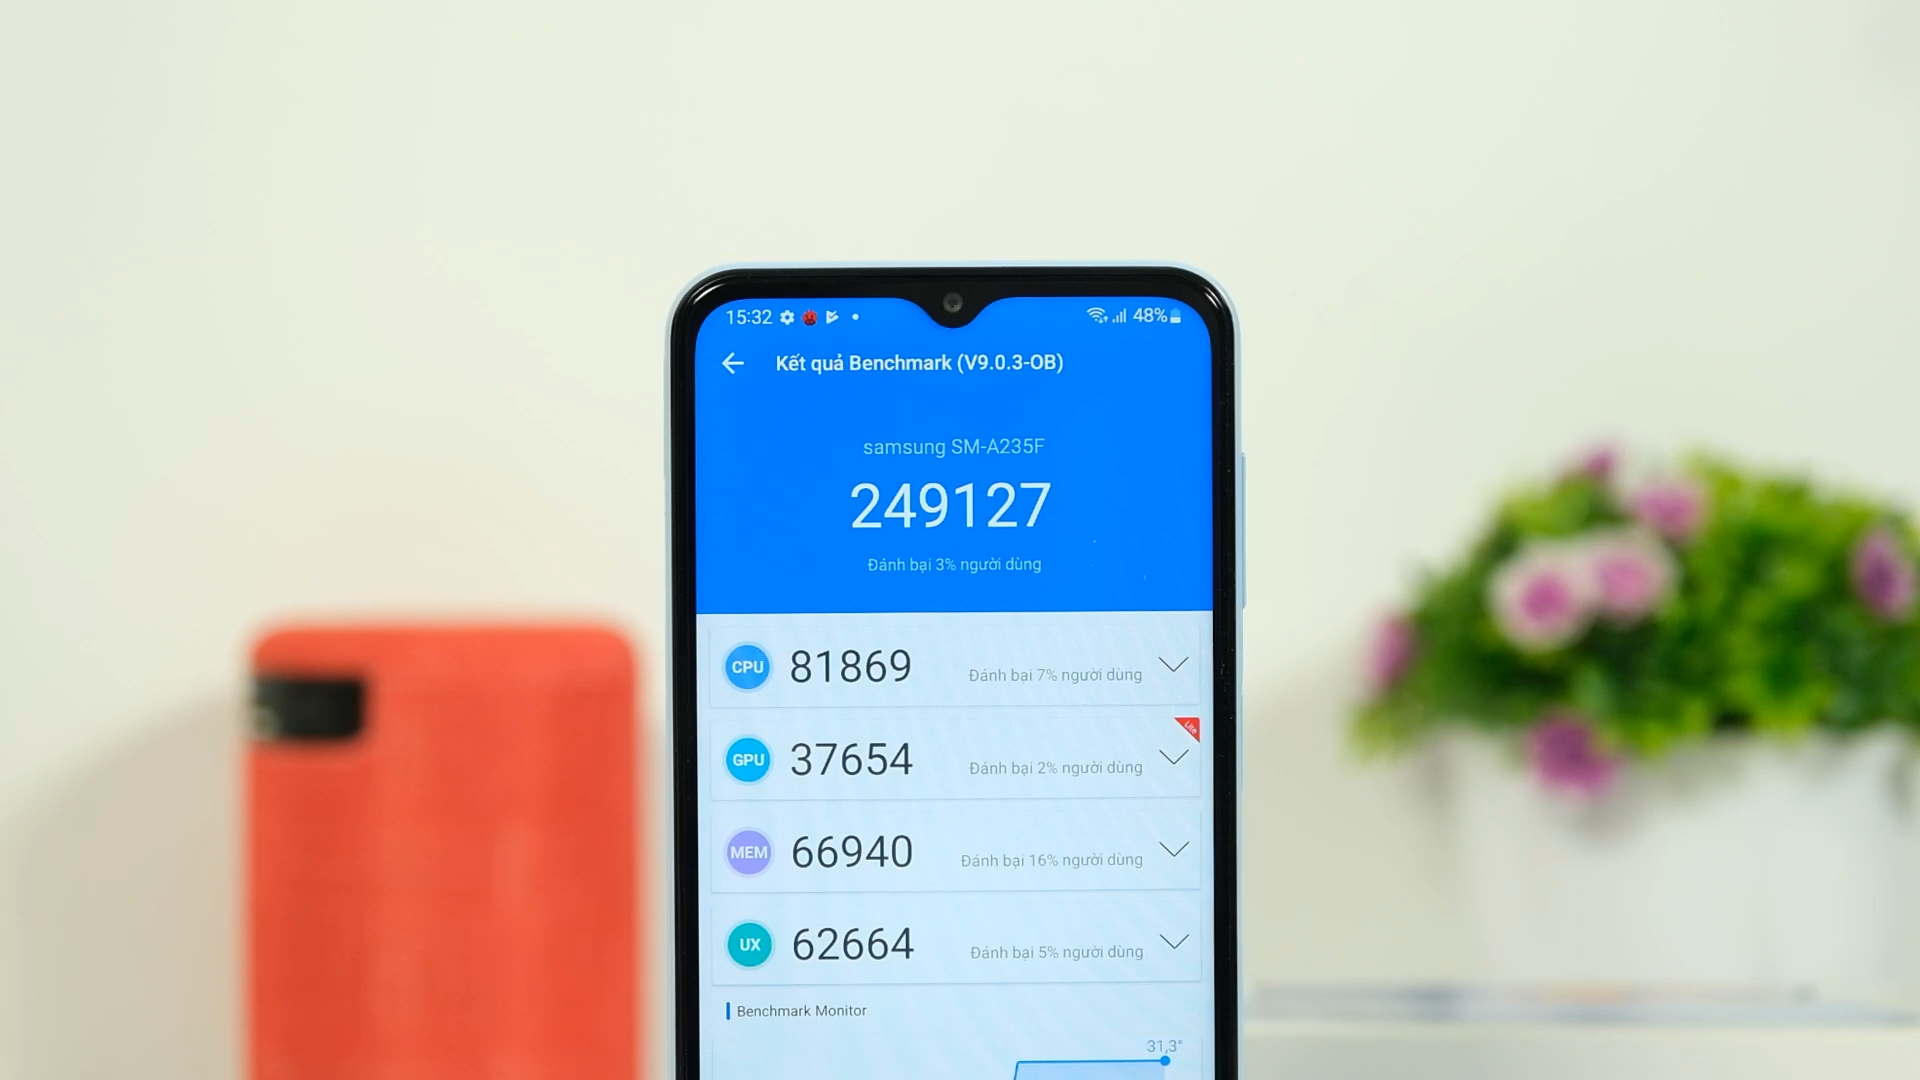 15:32 48%
Kết quả Benchmark (V9.0.3-OB)
samsung SM-A235F
249127
Đánh bại 3% người dùng
CPU 81869 Đánh bại 7% người dùng
Lite
GPU 37654 Đánh bại 2% người dùng
MEM 66940 Đánh bại 16% người dùng
UX 62664 Đánh bại 5% người dùng
Benchmark Monitor
31,3°